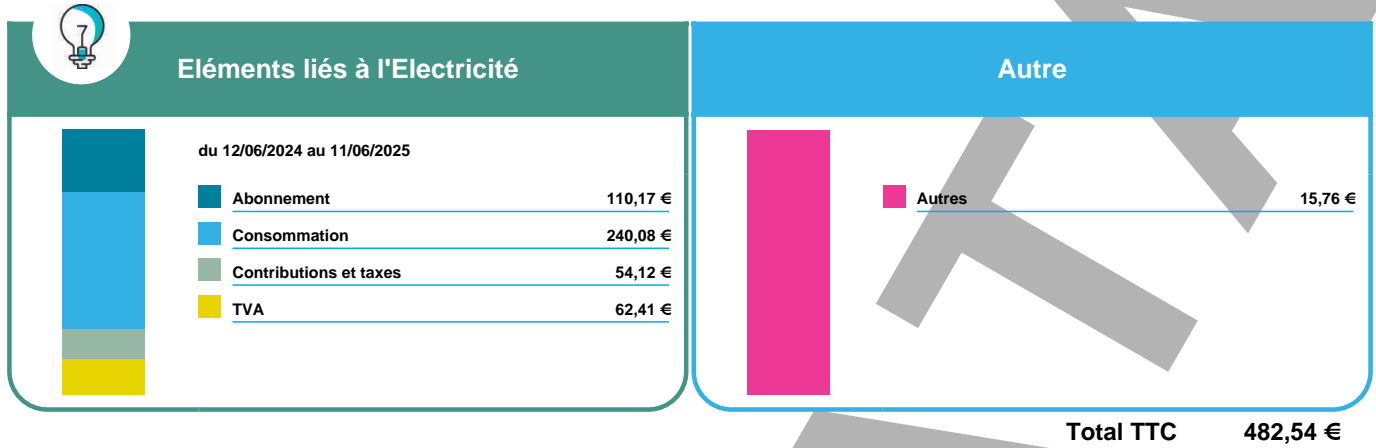 Eléments liés à l'Electricité
du 12/06/2024 au 11/06/2025
Abonnement 110,17 €
Consommation 240,08 €
Contributions et taxes 54,12 €
TVA 62,41 €
Autre
Autres 15,76 €
Total TTC 482,54 €